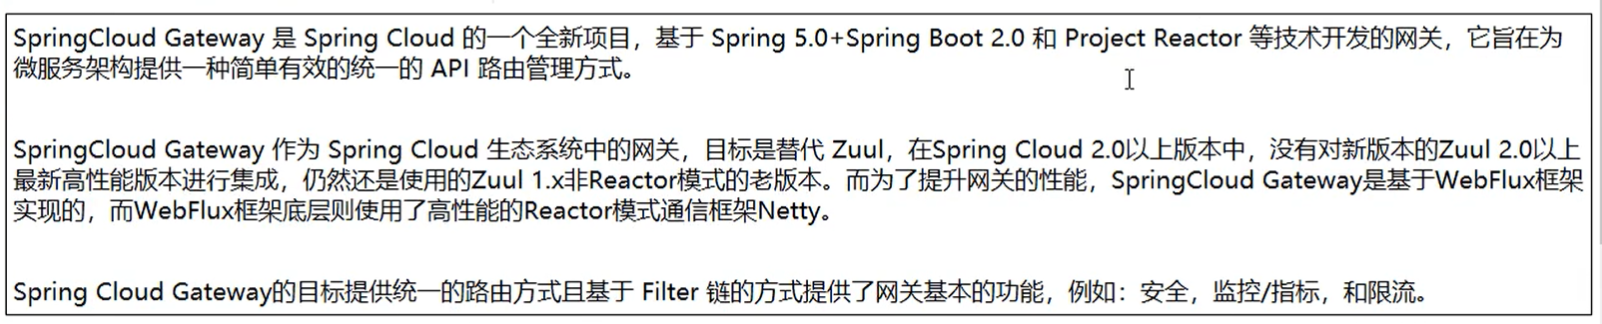 SpringCloud Gateway 是 Spring Cloud 的一个全新项目，基于 Spring 5.0+Spring Boot 2.0 和 Project Reactor 等技术开发的网关，它旨在为
微服务架构提供一种简单有效的统一的 API 路由管理方式。
SpringCloud Gateway 作为 Spring Cloud 生态系统中的网关，目标是替代 Zuul，在Spring Cloud 2.0以上版本中，没有对新版本的Zuul 2.0以上
最新高性能版本进行集成，仍然还是使用的Zuul 1.x非Reactor模式的老版本。而为了提升网关的性能，SpringCloud Gateway是基于WebFlux框架
实现的，而WebFlux框架底层则使用了高性能的Reactor模式通信框架Netty。
Spring Cloud Gateway的目标提供统一的路由方式且基于 Filter 链的方式提供了网关基本的功能，例如：安全，监控/指标，和限流。